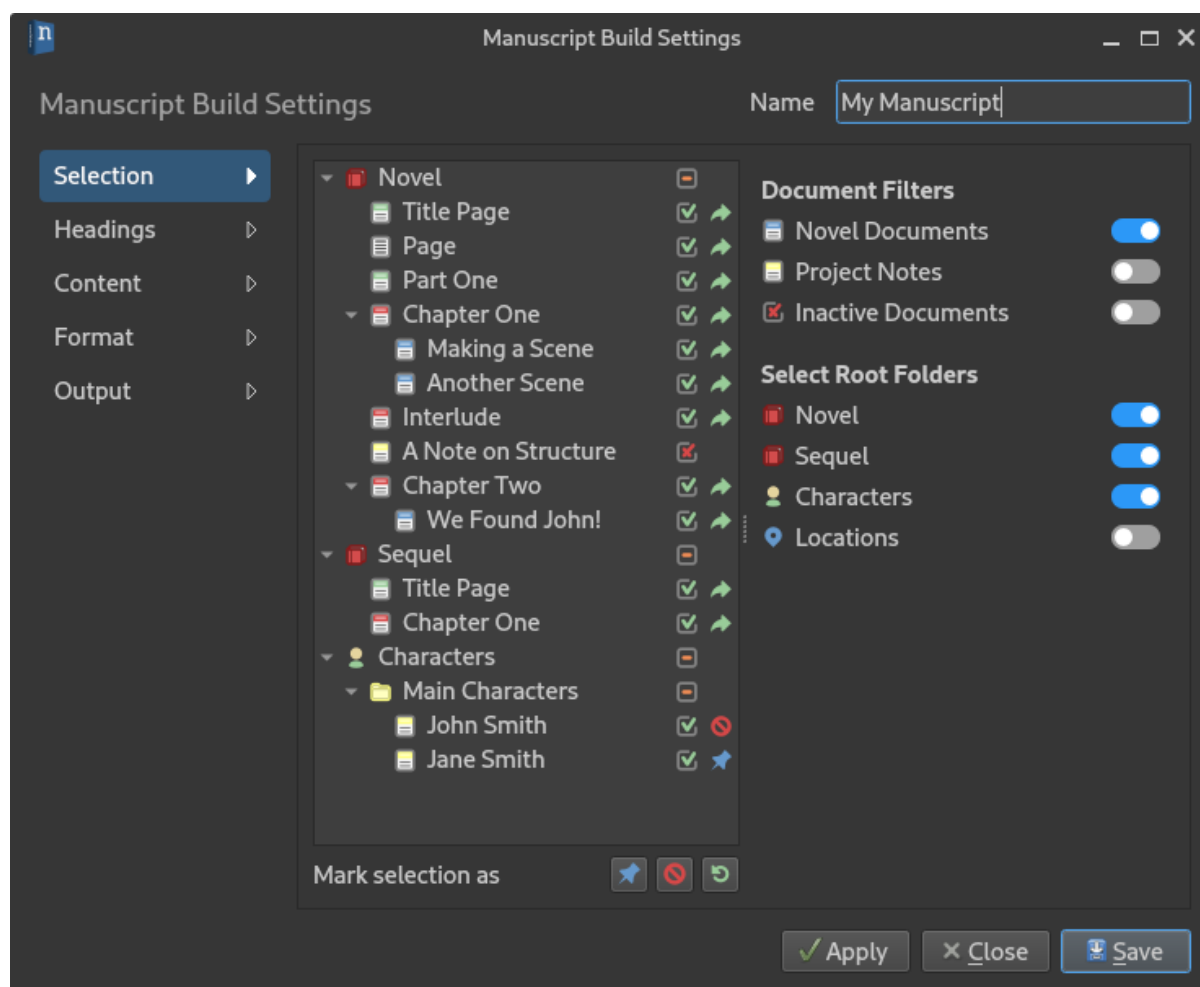 n
Manuscript Build Settings
Manuscript Build Settings
Name My Manuscript
Selection
Headings
Content
Format
Output
Novel
Title Page
Page
Part One
Chapter One
Making a Scene
Another Scene
Interlude
A Note on Structure
Chapter Two
We Found John!
Sequel
Title Page
Chapter One
Characters
Main Characters
John Smith
Jane Smith
Mark selection as
Document Filters
Novel Documents
Project Notes
Inactive Documents
Select Root Folders
Novel
Sequel
Characters
Locations
Apply Close Save